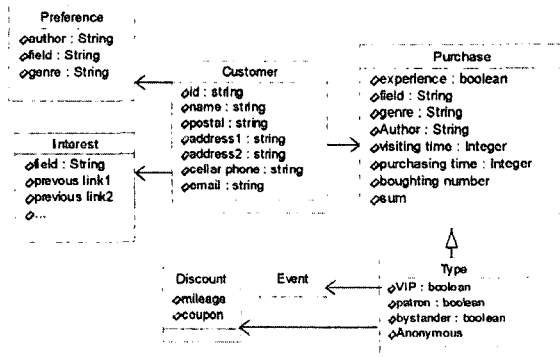 Preference
author : String
field : String
genre : String
Customer
id : string
name : string
postal : string
address1 : string
address2 : string
cellar phone : string
email : string
Purchase
experience : boolean
field : String
genre : String
Author : String
visiting time : Integer
purchasing time : Integer
boughting number
sum
Interest
field : String
prevous link1
previous link2
...
Discount
mileage
coupon
Event
Type
VIP : boolean
patron : boolean
bystander : boolean
Anonymous